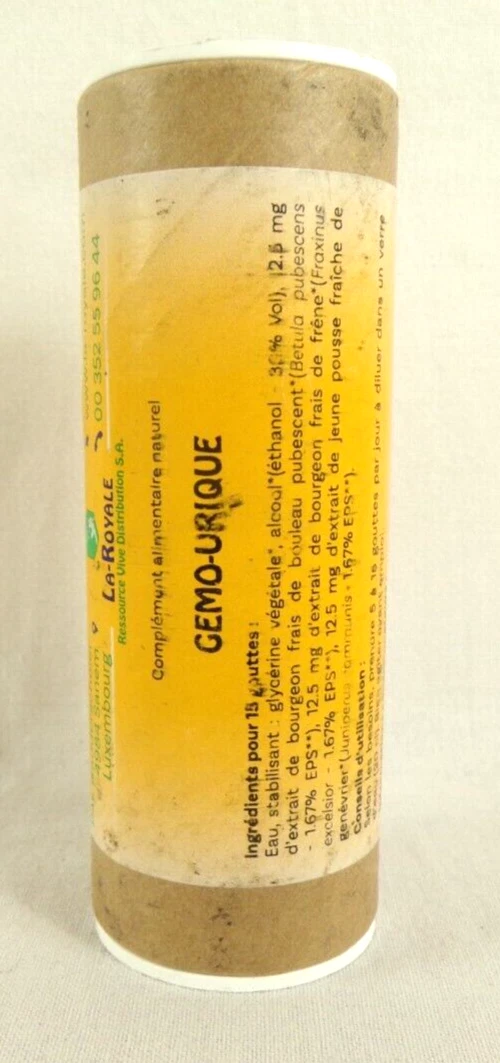 00 352 55 96 44
L-4984 Sanem
Luxembourg
LA-ROYALE
Ressource Vive Distribution S.A.
Complément alimentaire naturel
GEMO-URIQUE
Ingrédients pour 15 gouttes :
Eau, stabilisant : glycérine végétale*, alcool*(éthanol - 30% Vol), 12.5 mg
d'extrait de bourgeon frais de bouleau pubescent*(Betula pubescens
- 1.67% EPS**), 12.5 mg d'extrait de bourgeon frais de frêne*(Fraxinus
excelsior - 1.67% EPS**), 12.5 mg d'extrait de jeune pousse fraîche de
genévrier*(Juniperus communis - 1.67% EPS**).
Conseils d'utilisation :
Selon les besoins, prendre 5 à 15 gouttes par jour à diluer dans un verre